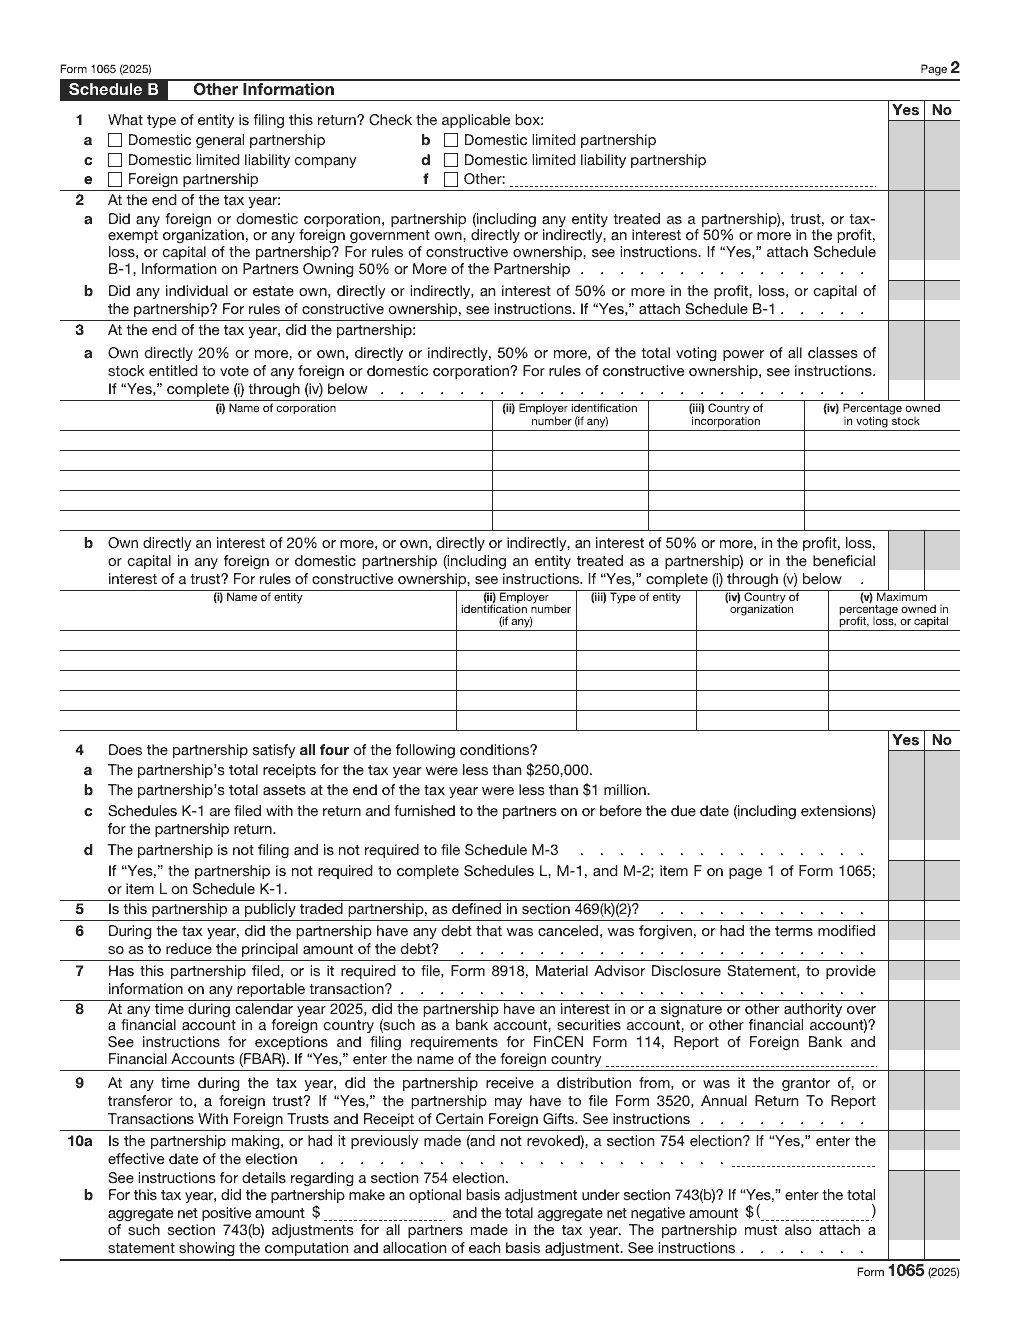 Form 1065 (2025) Page 2
Schedule B Other Information
Yes No
1 What type of entity is filing this return? Check the applicable box:
a Domestic general partnership b Domestic limited partnership
c Domestic limited liability company d Domestic limited liability partnership
e Foreign partnership f Other:
2 At the end of the tax year:
a Did any foreign or domestic corporation, partnership (including any entity treated as a partnership), trust, or tax-
exempt organization, or any foreign government own, directly or indirectly, an interest of 50% or more in the profit,
loss, or capital of the partnership? For rules of constructive ownership, see instructions. If “Yes,” attach Schedule
B-1, Information on Partners Owning 50% or More of the Partnership . . . . . . . . . . . . . . .
b Did any individual or estate own, directly or indirectly, an interest of 50% or more in the profit, loss, or capital of
the partnership? For rules of constructive ownership, see instructions. If “Yes,” attach Schedule B-1 . . . . .
3 At the end of the tax year, did the partnership:
a Own directly 20% or more, or own, directly or indirectly, 50% or more, of the total voting power of all classes of
stock entitled to vote of any foreign or domestic corporation? For rules of constructive ownership, see instructions.
If “Yes,” complete (i) through (iv) below . . . . . . . . . . . . . . . . . . . . . . . . .
(i) Name of corporation (ii) Employer identification (iii) Country of (iv) Percentage owned
number (if any) incorporation in voting stock
b Own directly an interest of 20% or more, or own, directly or indirectly, an interest of 50% or more, in the profit, loss,
or capital in any foreign or domestic partnership (including an entity treated as a partnership) or in the beneficial
interest of a trust? For rules of constructive ownership, see instructions. If “Yes,” complete (i) through (v) below .
(i) Name of entity (ii) Employer (iii) Type of entity (iv) Country of (v) Maximum
identification number organization percentage owned in
(if any) profit, loss, or capital
Yes No
4 Does the partnership satisfy all four of the following conditions?
a The partnership’s total receipts for the tax year were less than $250,000.
b The partnership’s total assets at the end of the tax year were less than $1 million.
c Schedules K-1 are filed with the return and furnished to the partners on or before the due date (including extensions)
for the partnership return.
d The partnership is not filing and is not required to file Schedule M-3 . . . . . . . . . . . . . . .
If “Yes,” the partnership is not required to complete Schedules L, M-1, and M-2; item F on page 1 of Form 1065;
or item L on Schedule K-1.
5 Is this partnership a publicly traded partnership, as defined in section 469(k)(2)? . . . . . . . . . . .
6 During the tax year, did the partnership have any debt that was canceled, was forgiven, or had the terms modified
so as to reduce the principal amount of the debt? . . . . . . . . . . . . . . . . . . . .
7 Has this partnership filed, or is it required to file, Form 8918, Material Advisor Disclosure Statement, to provide
information on any reportable transaction? . . . . . . . . . . . . . . . . . . . . . . . .
8 At any time during calendar year 2025, did the partnership have an interest in or a signature or other authority over
a financial account in a foreign country (such as a bank account, securities account, or other financial account)?
See instructions for exceptions and filing requirements for FinCEN Form 114, Report of Foreign Bank and
Financial Accounts (FBAR). If “Yes,” enter the name of the foreign country
9 At any time during the tax year, did the partnership receive a distribution from, or was it the grantor of, or
transferor to, a foreign trust? If “Yes,” the partnership may have to file Form 3520, Annual Return To Report
Transactions With Foreign Trusts and Receipt of Certain Foreign Gifts. See instructions . . . . . . . . .
10a Is the partnership making, or had it previously made (and not revoked), a section 754 election? If “Yes,” enter the
effective date of the election . . . . . . . . . . . . . . . . . . . . . .
See instructions for details regarding a section 754 election.
b For this tax year, did the partnership make an optional basis adjustment under section 743(b)? If “Yes,” enter the total
aggregate net positive amount $ and the total aggregate net negative amount $ ( )
of such section 743(b) adjustments for all partners made in the tax year. The partnership must also attach a
statement showing the computation and allocation of each basis adjustment. See instructions . . . . . . .
Form 1065 (2025)